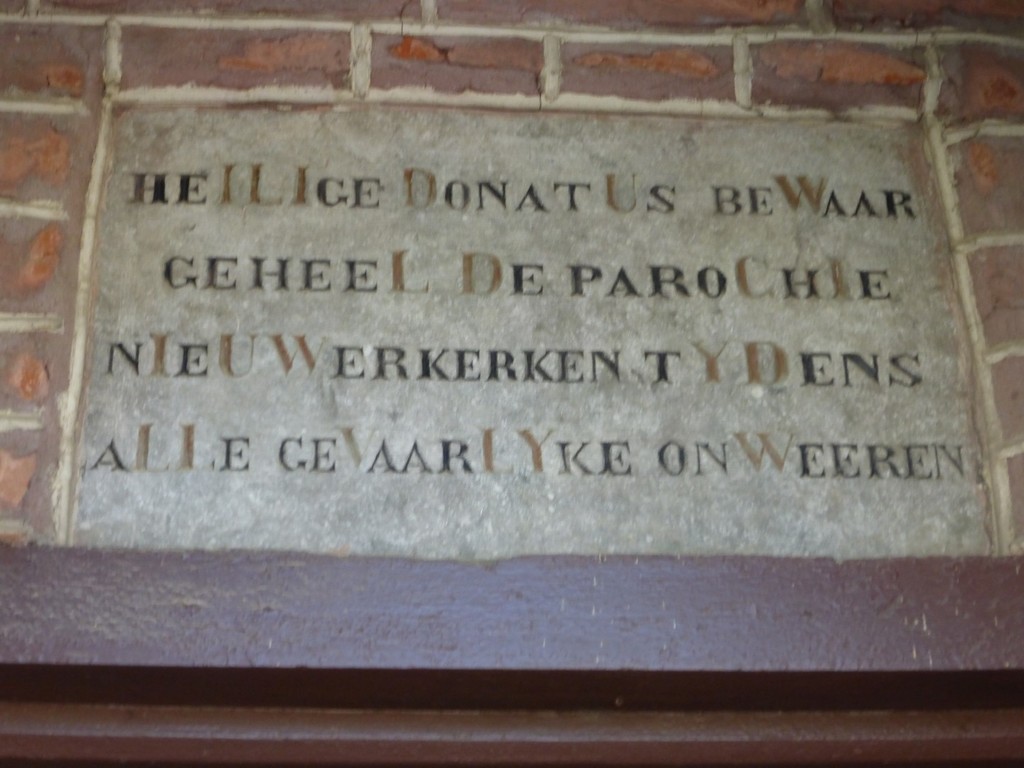 HEILIGE DONATUS BEWAAR
GEHEEL DE PAROCHIE
NIEUWERKERKEN TYDENS
ALLE GEVAARLYKE ONWEEREN